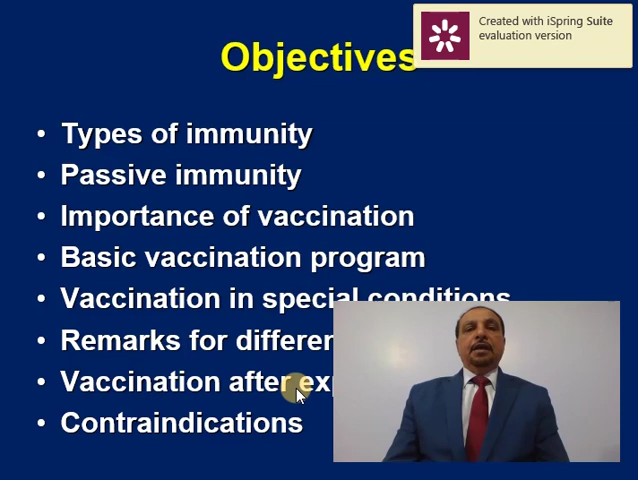 Created with iSpring Suite
evaluation version
Objectives
• Types of immunity
• Passive immunity
• Importance of vaccination
• Basic vaccination program
• Vaccination in special conditions
• Remarks for
• Vaccination after
• Contraindications